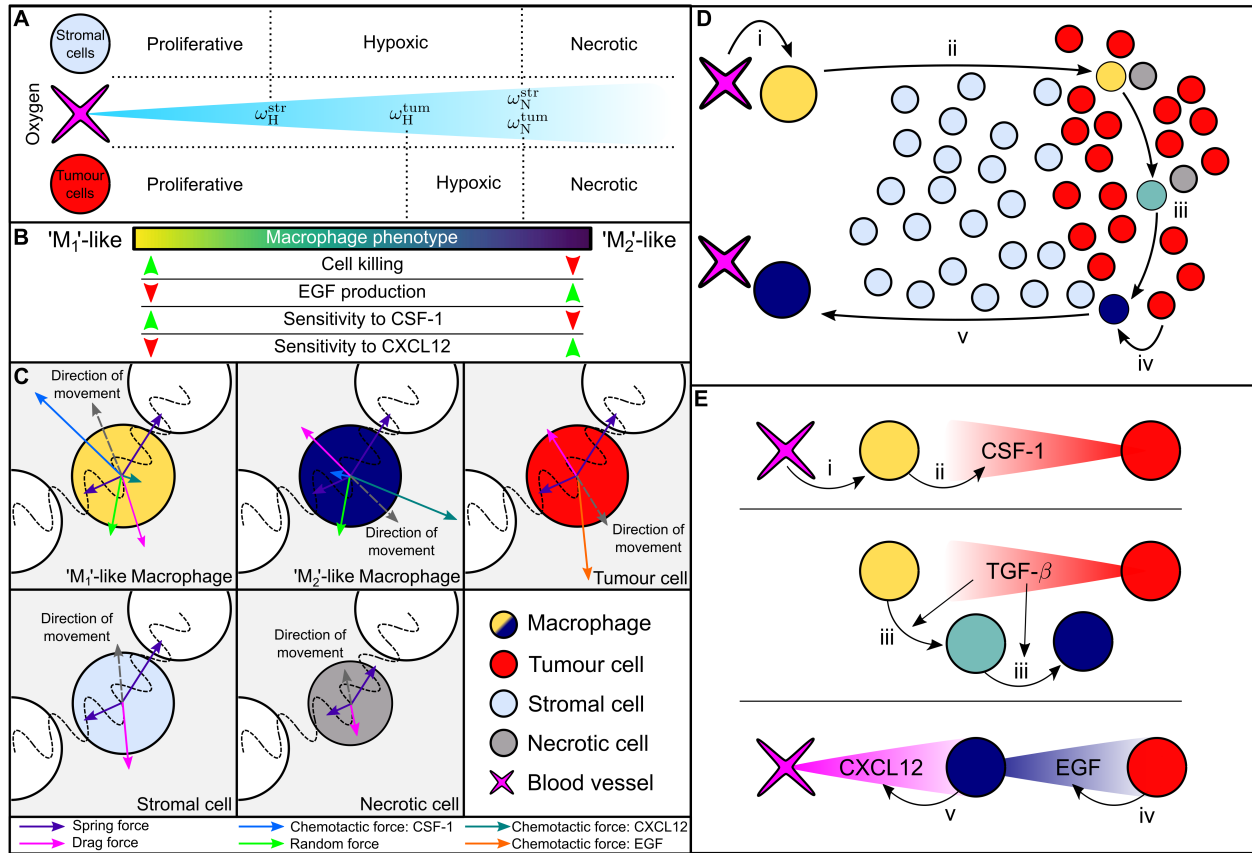 A
Stromal
cells
Proliferative
Hypoxic
Necrotic
Oxygen
ω_H^str
ω_H^tum
ω_N^str
ω_N^tum
Tumour
cells
Proliferative
Hypoxic
Necrotic
B
'M₁'-like
Macrophage phenotype
'M₂'-like
Cell killing
EGF production
Sensitivity to CSF-1
Sensitivity to CXCL12
C
Direction of
movement
'M₁'-like Macrophage
Direction of
movement
'M₂'-like Macrophage
Direction of
movement
Tumour cell
Direction of
movement
Stromal cell
Direction of
movement
Necrotic cell
Macrophage
Tumour cell
Stromal cell
Necrotic cell
Blood vessel
Spring force
Chemotactic force: CSF-1
Chemotactic force: CXCL12
Drag force
Random force
Chemotactic force: EGF
D
i
ii
iii
iv
v
E
i
ii
CSF-1
TGF-β
iii
iii
CXCL12
EGF
v
iv